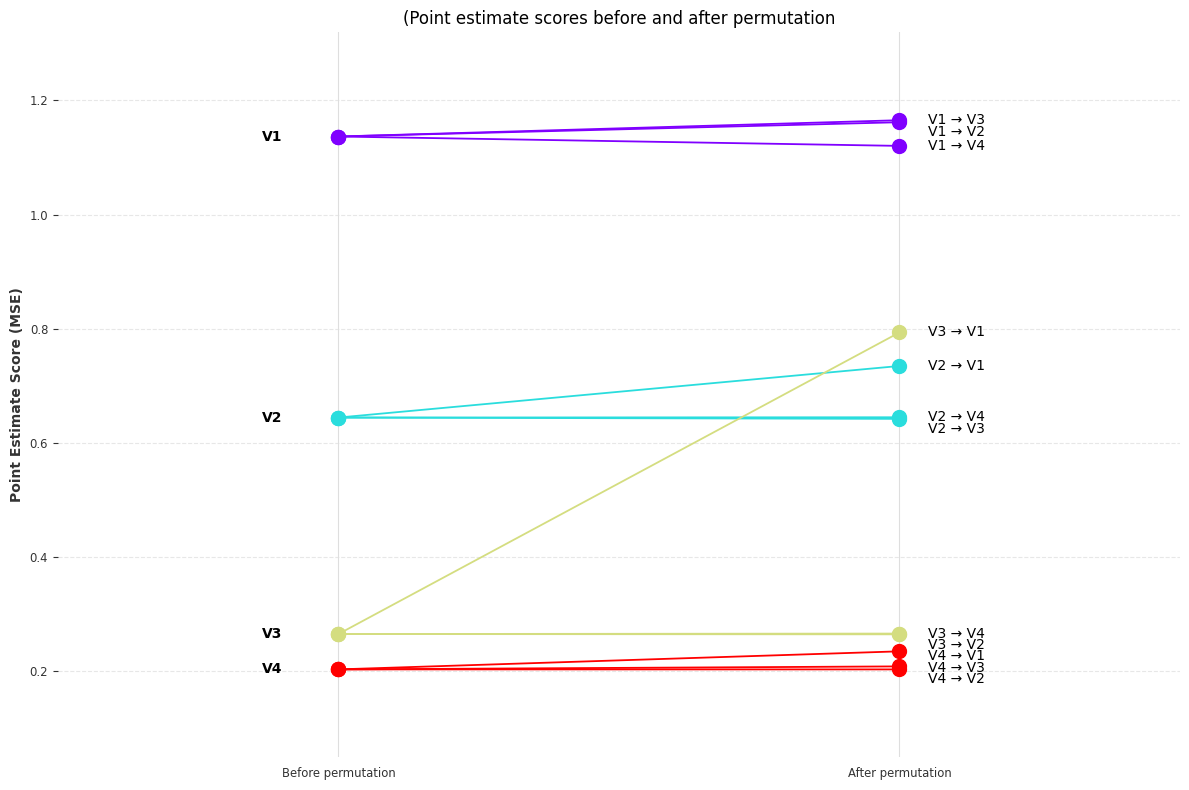 (Point estimate scores before and after permutation
Point Estimate Score (MSE)
1.2
1.0
0.8
0.6
0.4
0.2
V1
V2
V3
V4
V1 → V3
V1 → V2
V1 → V4
V3 → V1
V2 → V1
V2 → V4
V2 → V3
V3 → V4
V3 → V2
V4 → V1
V4 → V3
V4 → V2
Before permutation
After permutation